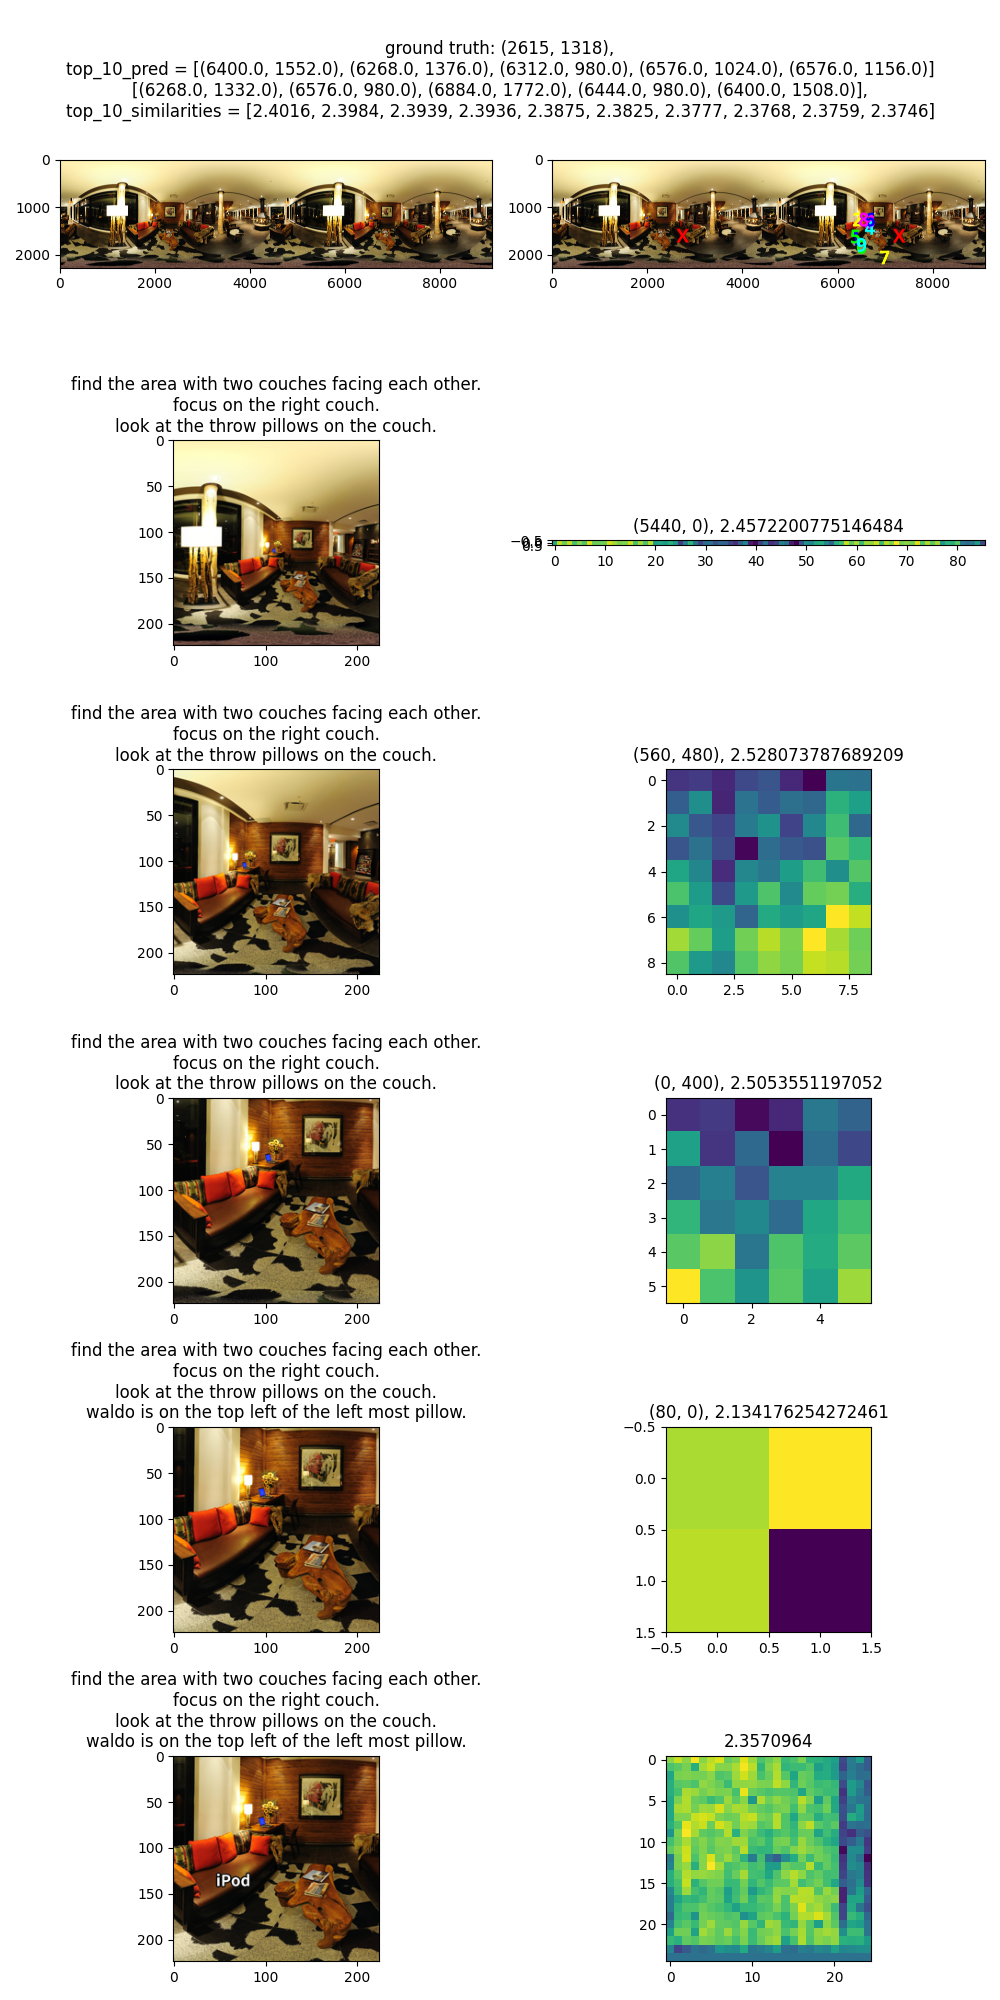 ground truth: (2615, 1318),
top_10_pred = [(6400.0, 1552.0), (6268.0, 1376.0), (6312.0, 980.0), (6576.0, 1024.0), (6576.0, 1156.0)]
[(6268.0, 1332.0), (6576.0, 980.0), (6884.0, 1772.0), (6444.0, 980.0), (6400.0, 1508.0)],
top_10_similarities = [2.4016, 2.3984, 2.3939, 2.3936, 2.3875, 2.3825, 2.3777, 2.3768, 2.3759, 2.3746]
0
1000
2000
0 2000 4000 6000 8000
0
1000
2000
X X
5
4
7
0 2000 4000 6000 8000
find the area with two couches facing each other.
focus on the right couch.
look at the throw pillows on the couch.
0
50
100
150
200
0 100 200
(5440, 0), 2.4572200775146484
0 10 20 30 40 50 60 70 80
find the area with two couches facing each other.
focus on the right couch.
look at the throw pillows on the couch.
0
50
100
150
200
0 100 200
(560, 480), 2.528073787689209
0
2
4
6
8
0.0 2.5 5.0 7.5
find the area with two couches facing each other.
focus on the right couch.
look at the throw pillows on the couch.
0
50
100
150
200
0 100 200
(0, 400), 2.5053551197052
0
1
2
3
4
5
0 2 4
find the area with two couches facing each other.
focus on the right couch.
look at the throw pillows on the couch.
waldo is on the top left of the left most pillow.
0
50
100
150
200
0 100 200
(80, 0), 2.134176254272461
−0.5
0.0
0.5
1.0
1.5
−0.5 0.0 0.5 1.0 1.5
find the area with two couches facing each other.
focus on the right couch.
look at the throw pillows on the couch.
waldo is on the top left of the left most pillow.
0
50
100
150
200
iPod
0 100 200
2.3570964
0
5
10
15
20
0 10 20